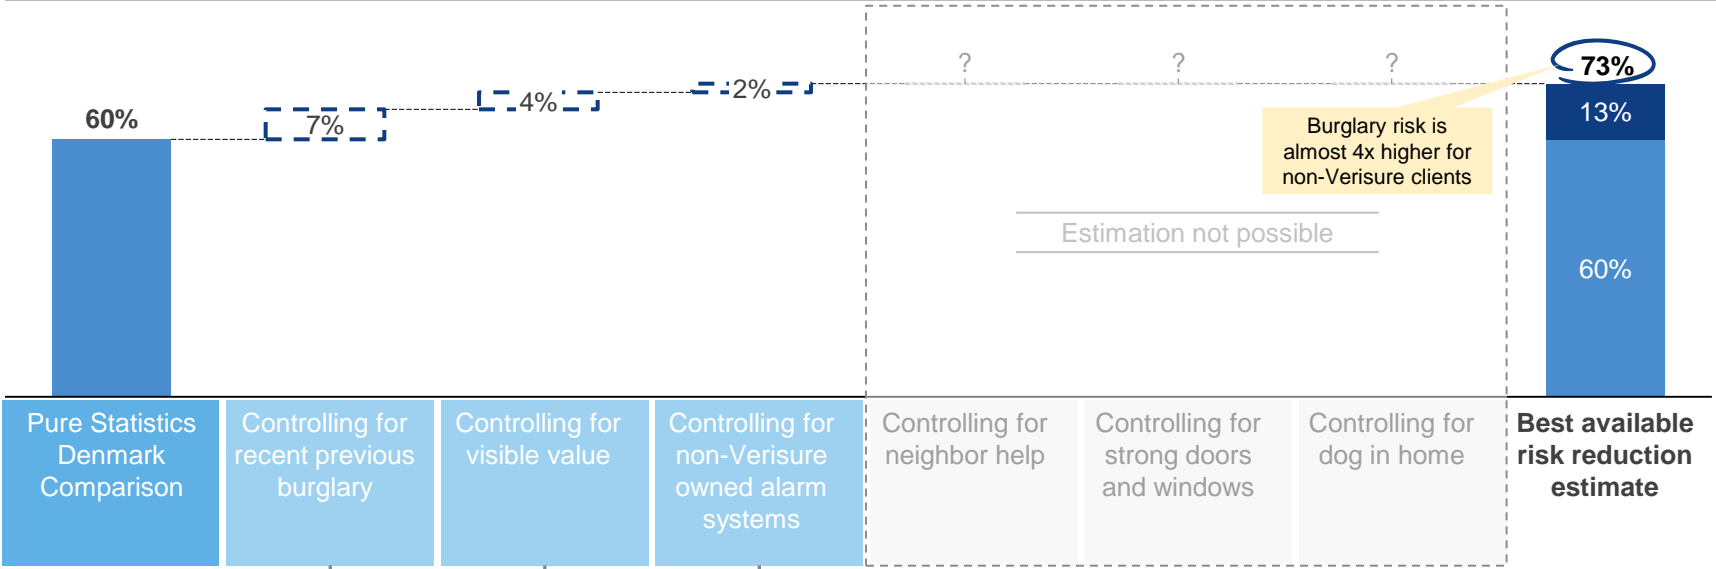 60%
7%
4%
2%
?
?
?
73%
13%
60%
Burglary risk is
almost 4x higher for
non-Verisure clients
Estimation not possible
Pure Statistics
Denmark
Comparison
Controlling for
recent previous
burglary
Controlling for
visible value
Controlling for
non-Verisure
owned alarm
systems
Controlling for
neighbor help
Controlling for
strong doors
and windows
Controlling for
dog in home
Best available
risk reduction
estimate